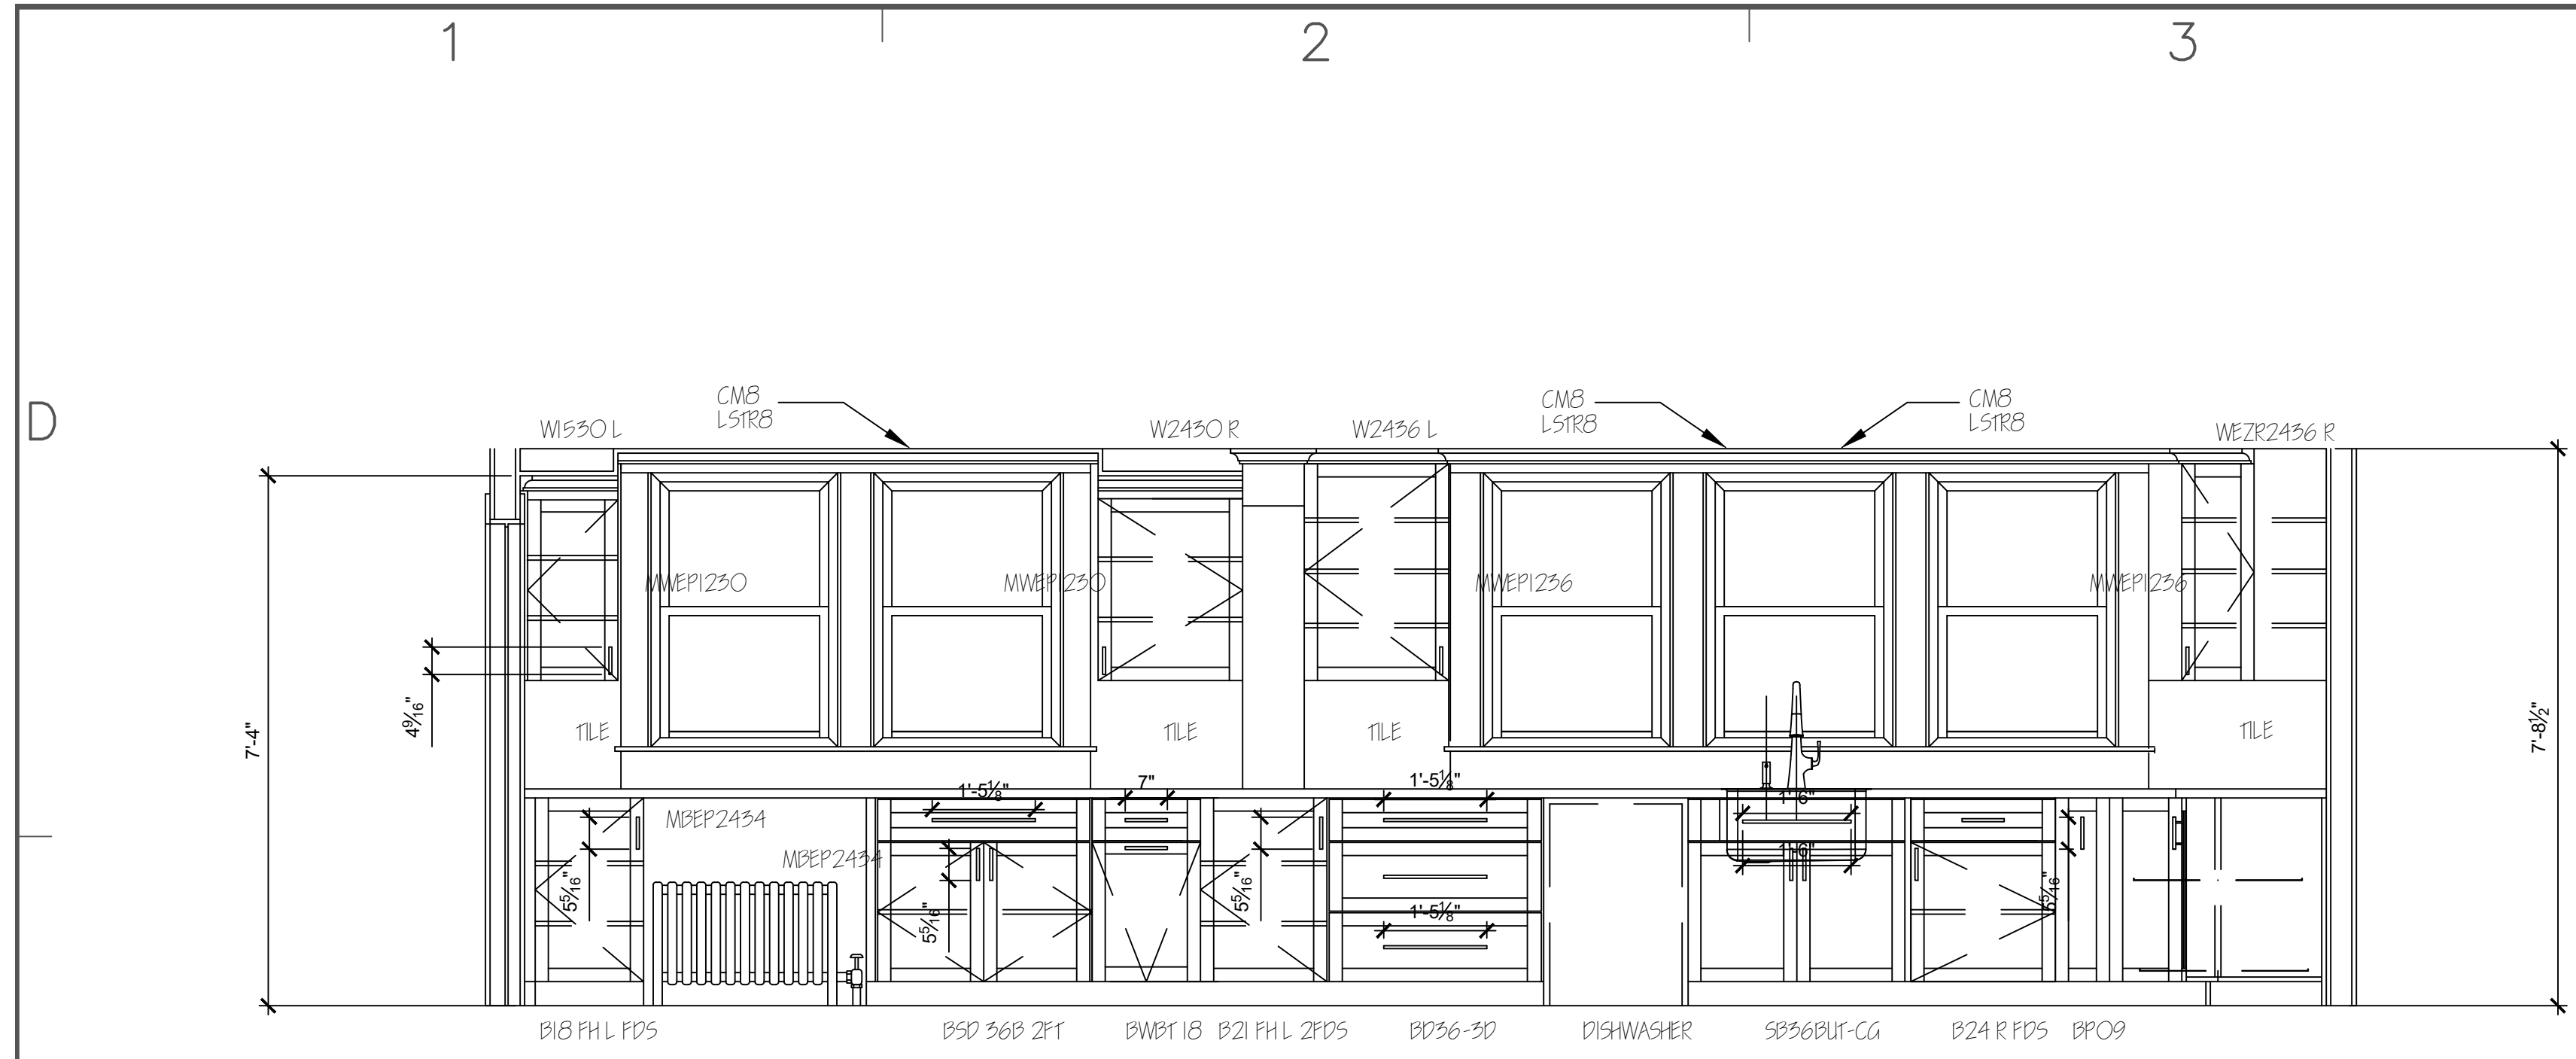 1
2
3
D
CM8
LSTR8
CM8
LSTR8
CM8
LSTR8
W1530 L
W2430 R
W2436 L
WEZR2436 R
MWEP1230
MWEP1230
MWEP1236
MWEP1236
7'-4"
4 9/16"
7'-8 1/2"
TILE
TILE
TILE
TILE
1'-5 1/8"
7"
1'-5 1/8"
1'-6"
MBEP2434
MBEP2434
1'-6"
5 5/16"
5 5/16"
5 5/16"
1'-5 1/8"
5 5/16"
B18 FH L FDS
BSD 36B 2FT
BWBT 18
B21 FH L 2FDS
BD36-3D
DISHWASHER
SB36BUT-CG
B24 R FDS
BP09